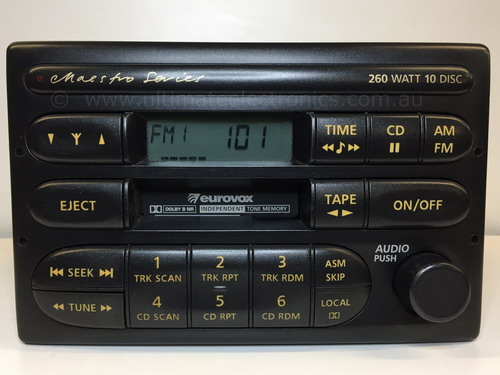 Maestro Series 260 WATT 10 DISC
© www.ultimateelectronics.com.au
FM1 101
TIME CD AM
FM
eurovox
EJECT TAPE ON/OFF
DOLBY B NR INDEPENDENT TONE MEMORY
AUDIO
PUSH
SEEK 1 2 3 ASM
TRK SCAN TRK RPT TRK RDM SKIP
TUNE 4 5 6 LOCAL
CD SCAN CD RPT CD RDM